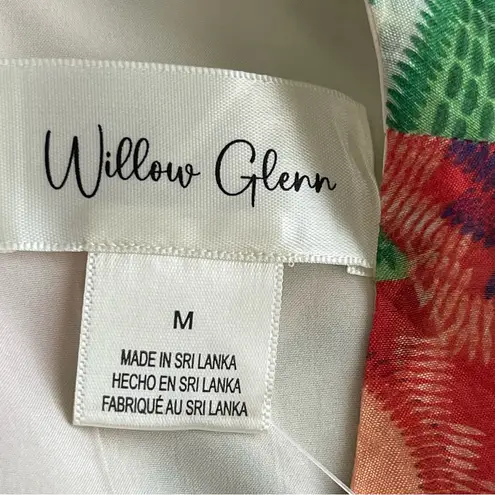 Willow Glenn
M
MADE IN SRI LANKA
HECHO EN SRI LANKA
FABRIQUÉ AU SRI LANKA